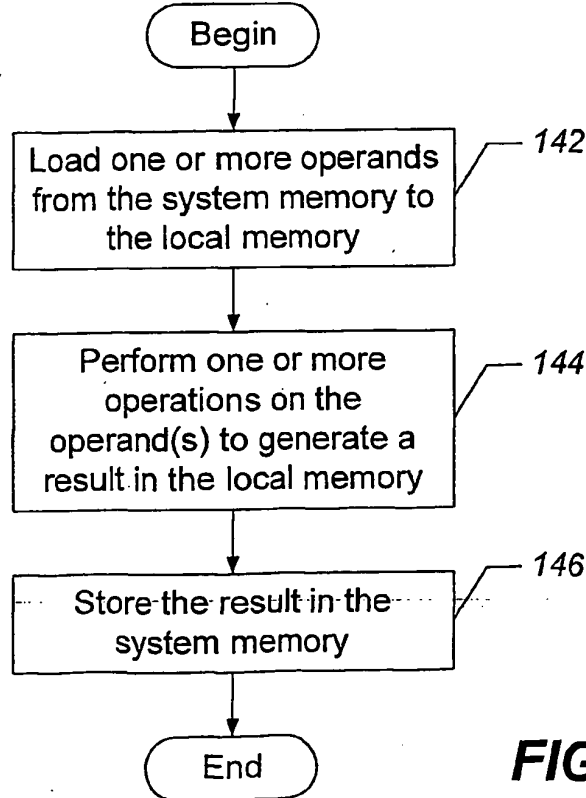 Begin
Load one or more operands
from the system memory to
the local memory
142
Perform one or more
operations on the
operand(s) to generate a
result in the local memory
144
Store the result in the
system memory
146
End
FIG